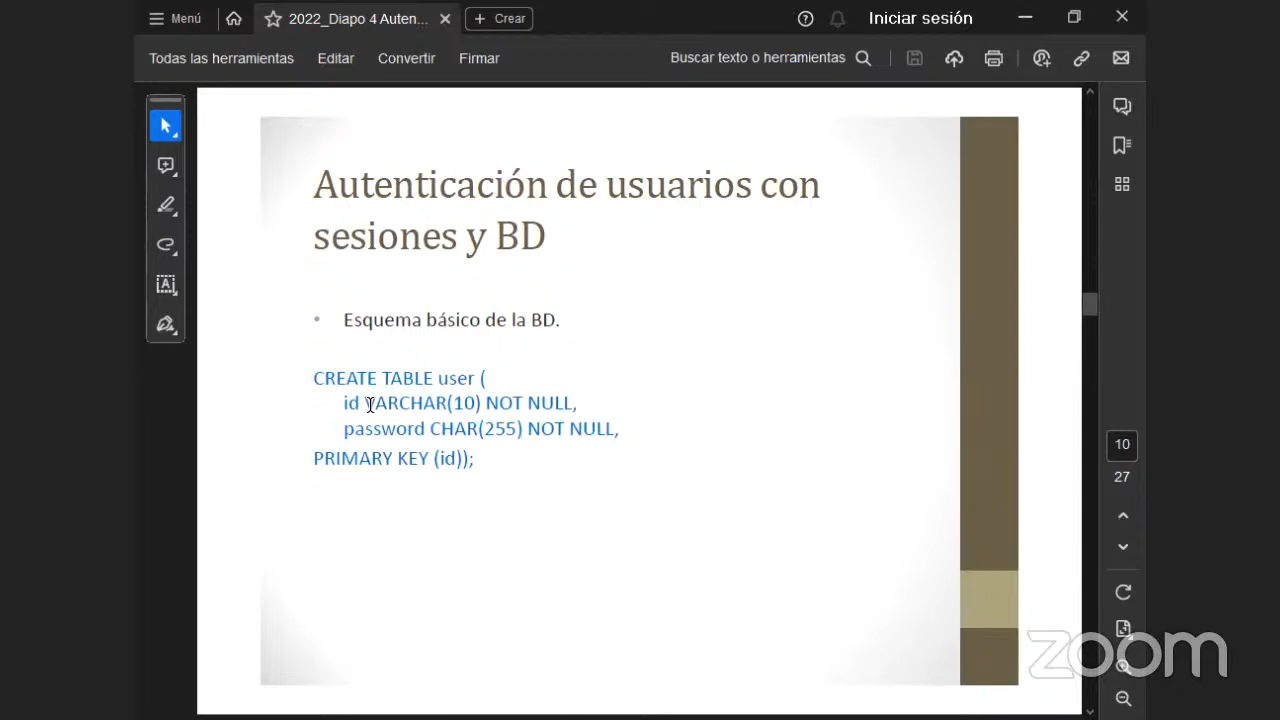 Menú
2022_Diapo 4 Auten...
Crear
Iniciar sesión
Todas las herramientas
Editar
Convertir
Firmar
Buscar texto o herramientas
Autenticación de usuarios con
sesiones y BD
• Esquema básico de la BD.
CREATE TABLE user (
id VARCHAR(10) NOT NULL,
password CHAR(255) NOT NULL,
PRIMARY KEY (id));
10
27
zoom